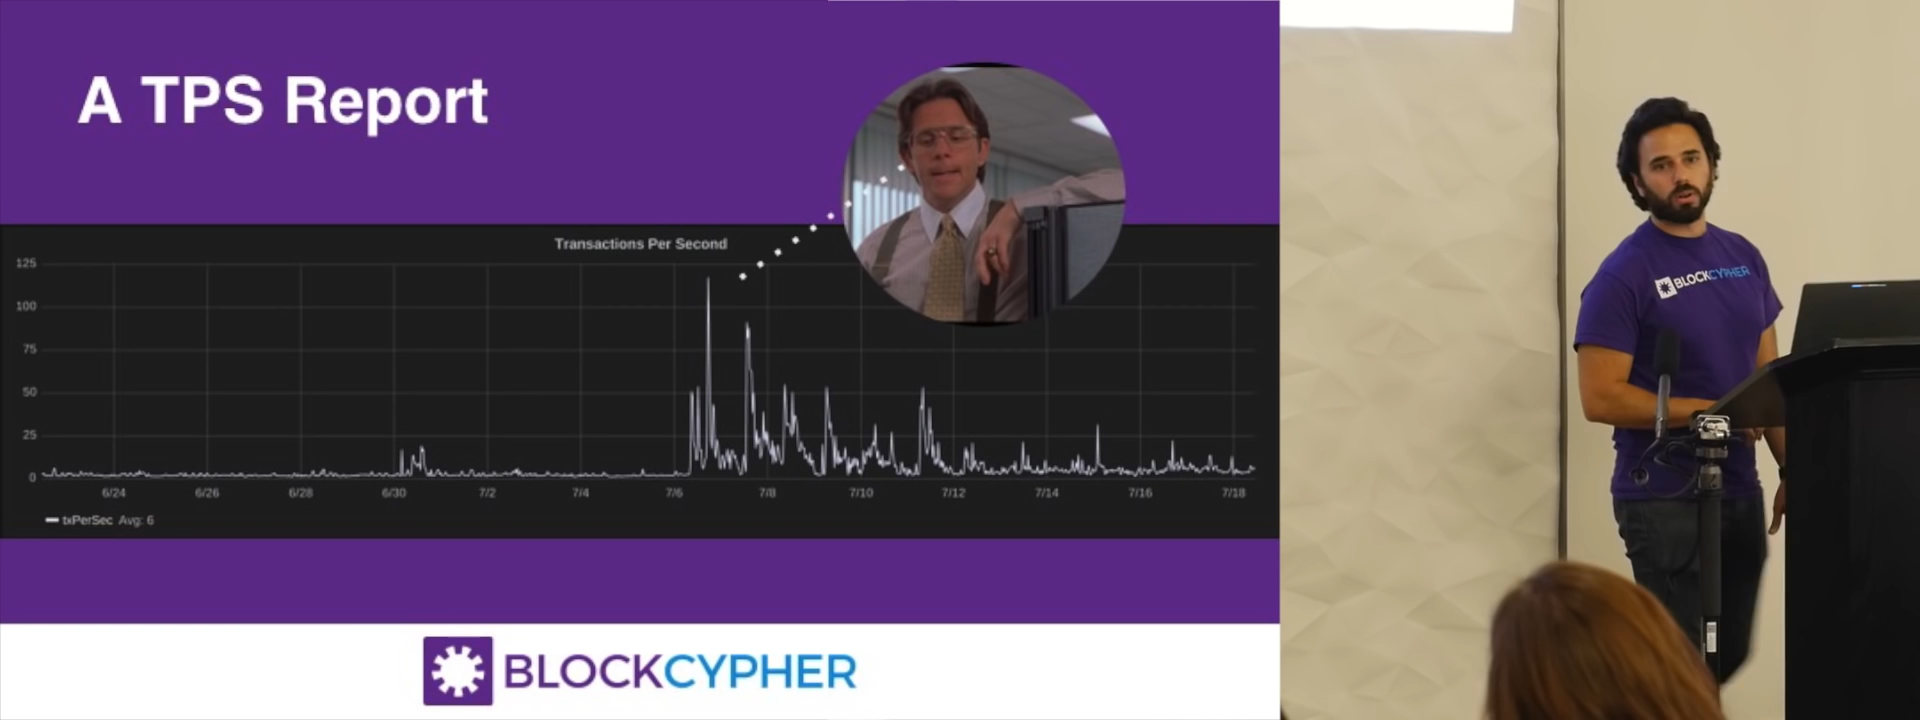 A TPS Report
Transactions Per Second
125
100
75
50
25
0
6/24 6/26 6/28 6/30 7/2 7/4 7/6 7/8 7/10 7/12 7/14 7/16 7/18
txPerSec Avg: 6
BLOCKCYPHER
BLOCKCYPHER